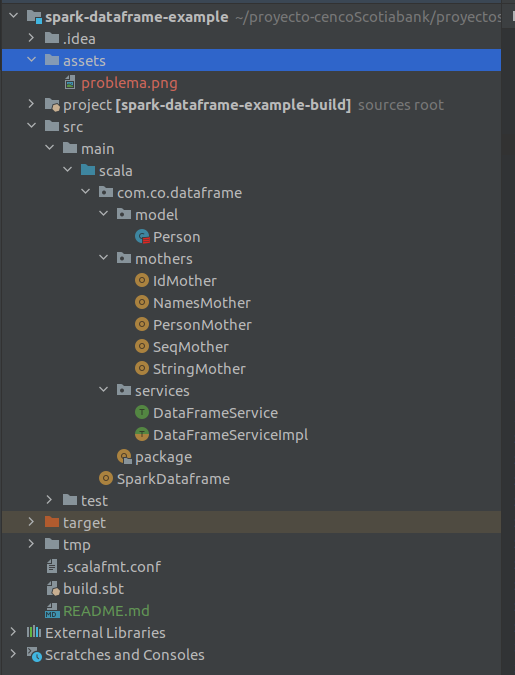 spark-dataframe-example ~/proyecto-cencoScotiabank/proyectos
.idea
assets
problema.png
project [spark-dataframe-example-build] sources root
src
main
scala
com.co.dataframe
model
Person
mothers
IdMother
NamesMother
PersonMother
SeqMother
StringMother
services
DataFrameService
DataFrameServiceImpl
package
SparkDataframe
test
target
tmp
.scalafmt.conf
build.sbt
README.md
External Libraries
Scratches and Consoles